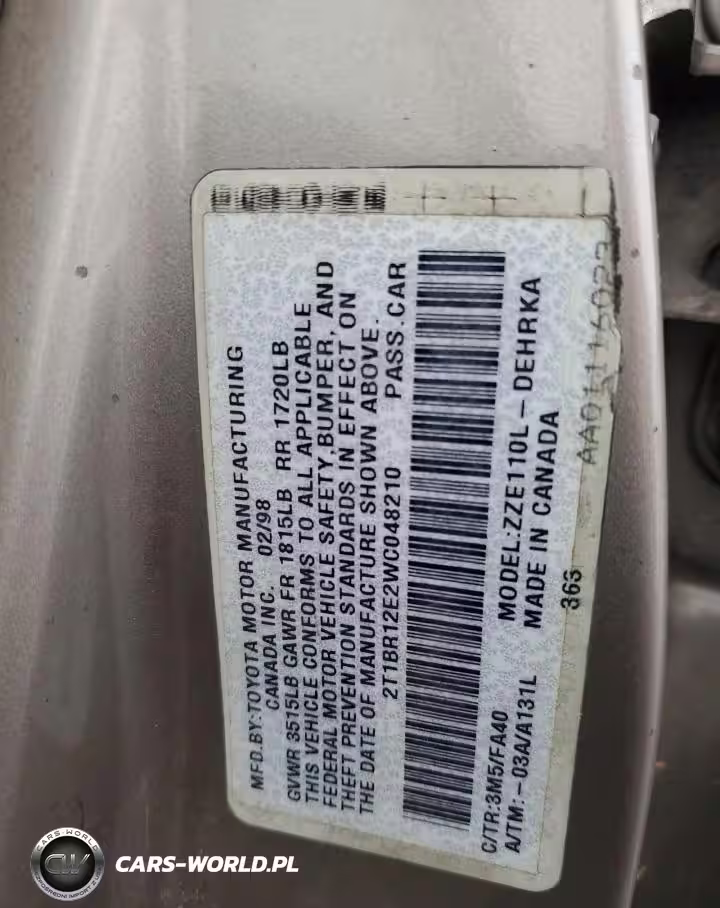 MFD.BY:TOYOTA MOTOR MANUFACTURING
CANADA INC. 02/98
GVWR 3515LB GAWR FR 1815LB RR 1720LB
THIS VEHICLE CONFORMS TO ALL APPLICABLE
FEDERAL MOTOR VEHICLE SAFETY,BUMPER, AND
THEFT PREVENTION STANDARDS IN EFFECT ON
THE DATE OF MANUFACTURE SHOWN ABOVE.
2T1BR12E2WC048210 PASS.CAR
C/TR:3M5/FA40 MODEL:ZZE110L-DEHRKA
A/TM:-03A/A131L MADE IN CANADA
363
CARS-WORLD
CW
CARS-WORLD.PL